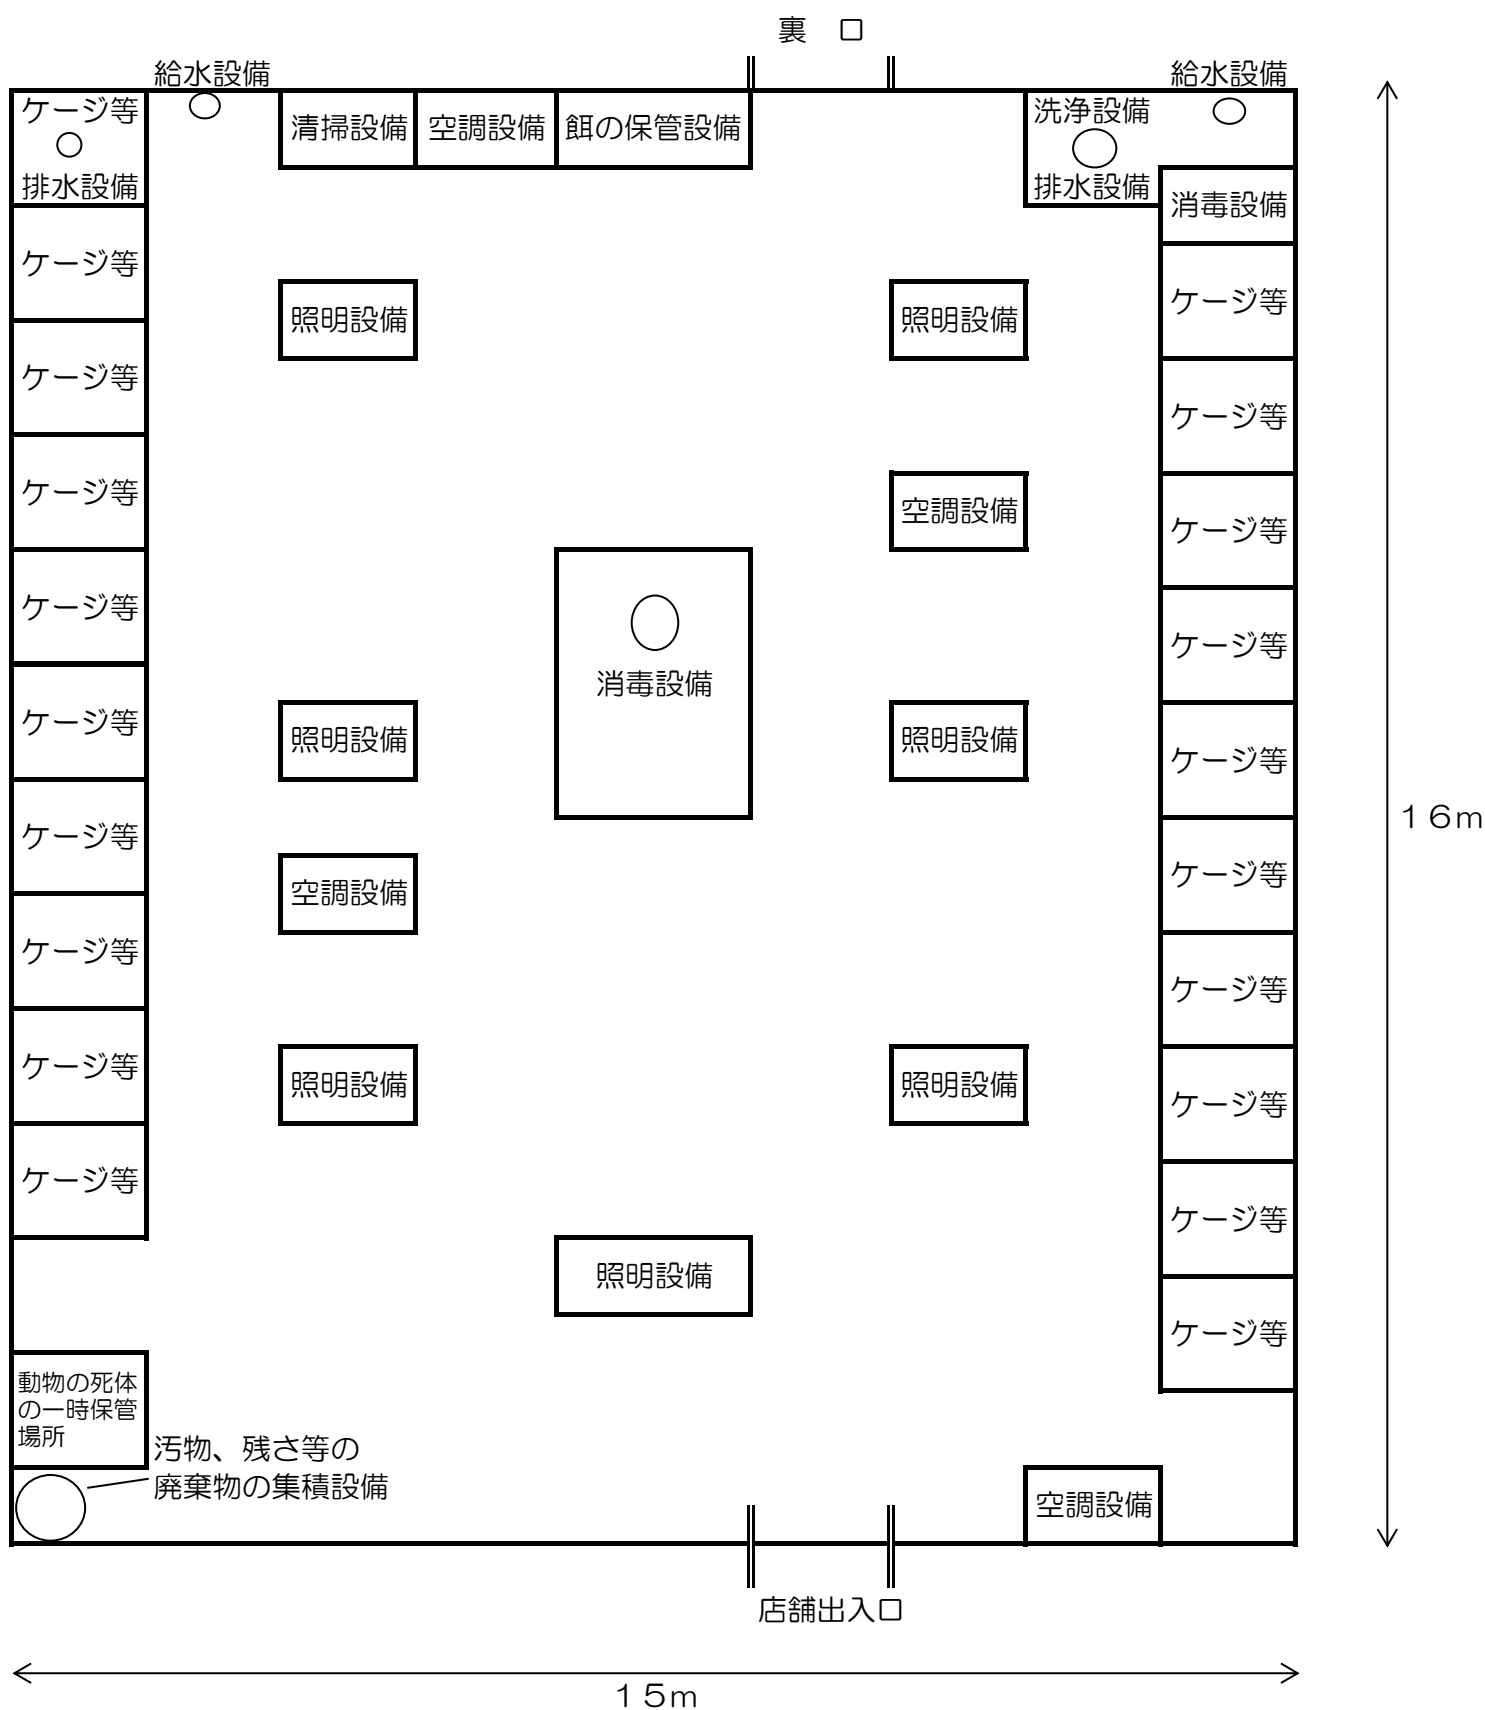 裏　口
給水設備
給水設備
ケージ等
清掃設備
空調設備
餌の保管設備
洗浄設備
排水設備
排水設備
消毒設備
ケージ等
ケージ等
照明設備
照明設備
ケージ等
ケージ等
ケージ等
空調設備
ケージ等
ケージ等
ケージ等
消毒設備
ケージ等
照明設備
照明設備
ケージ等
ケージ等
ケージ等
空調設備
ケージ等
ケージ等
ケージ等
ケージ等
照明設備
照明設備
ケージ等
ケージ等
ケージ等
照明設備
ケージ等
動物の死体
の一時保管
場所
汚物、残さ等の
廃棄物の集積設備
空調設備
店舗出入口
１６ｍ
１５ｍ